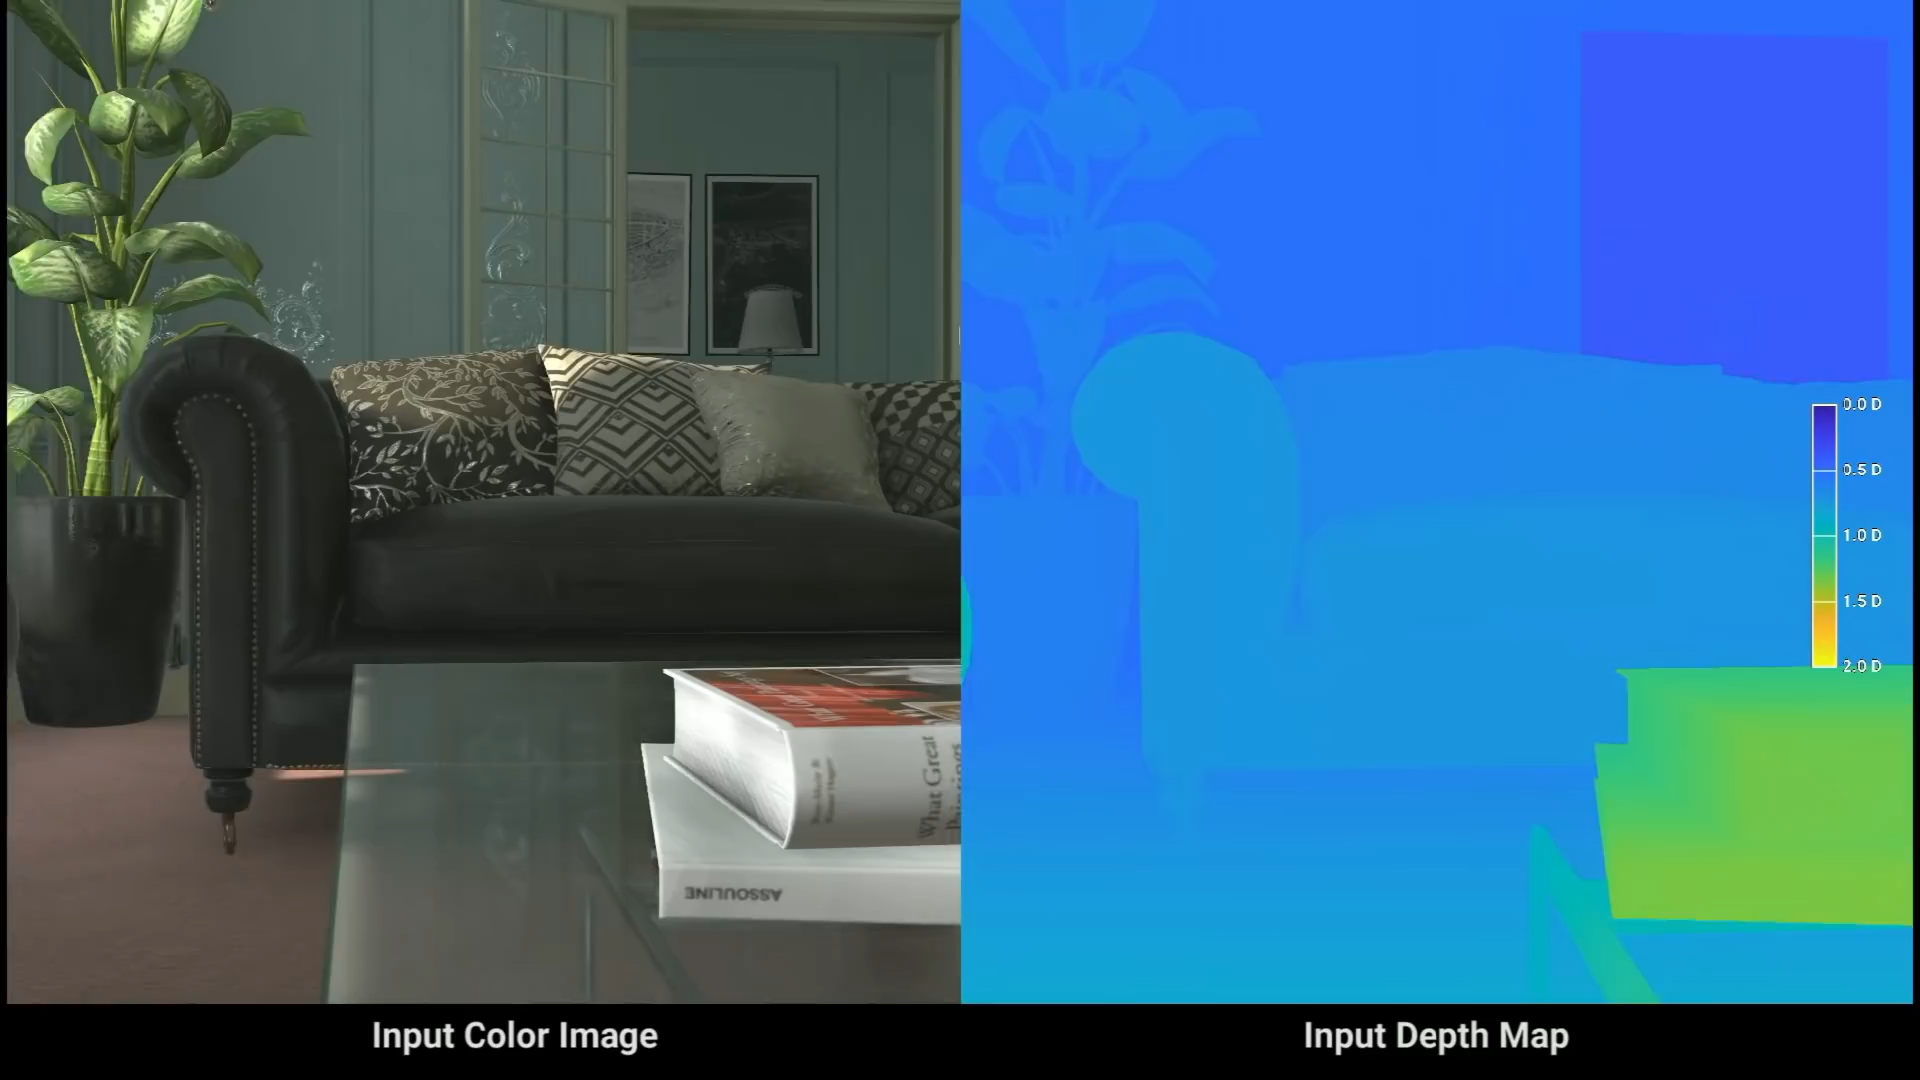 What Great
Paintings
ASSOULINE
0.0 D
0.5 D
1.0 D
1.5 D
2.0 D
Input Color Image
Input Depth Map